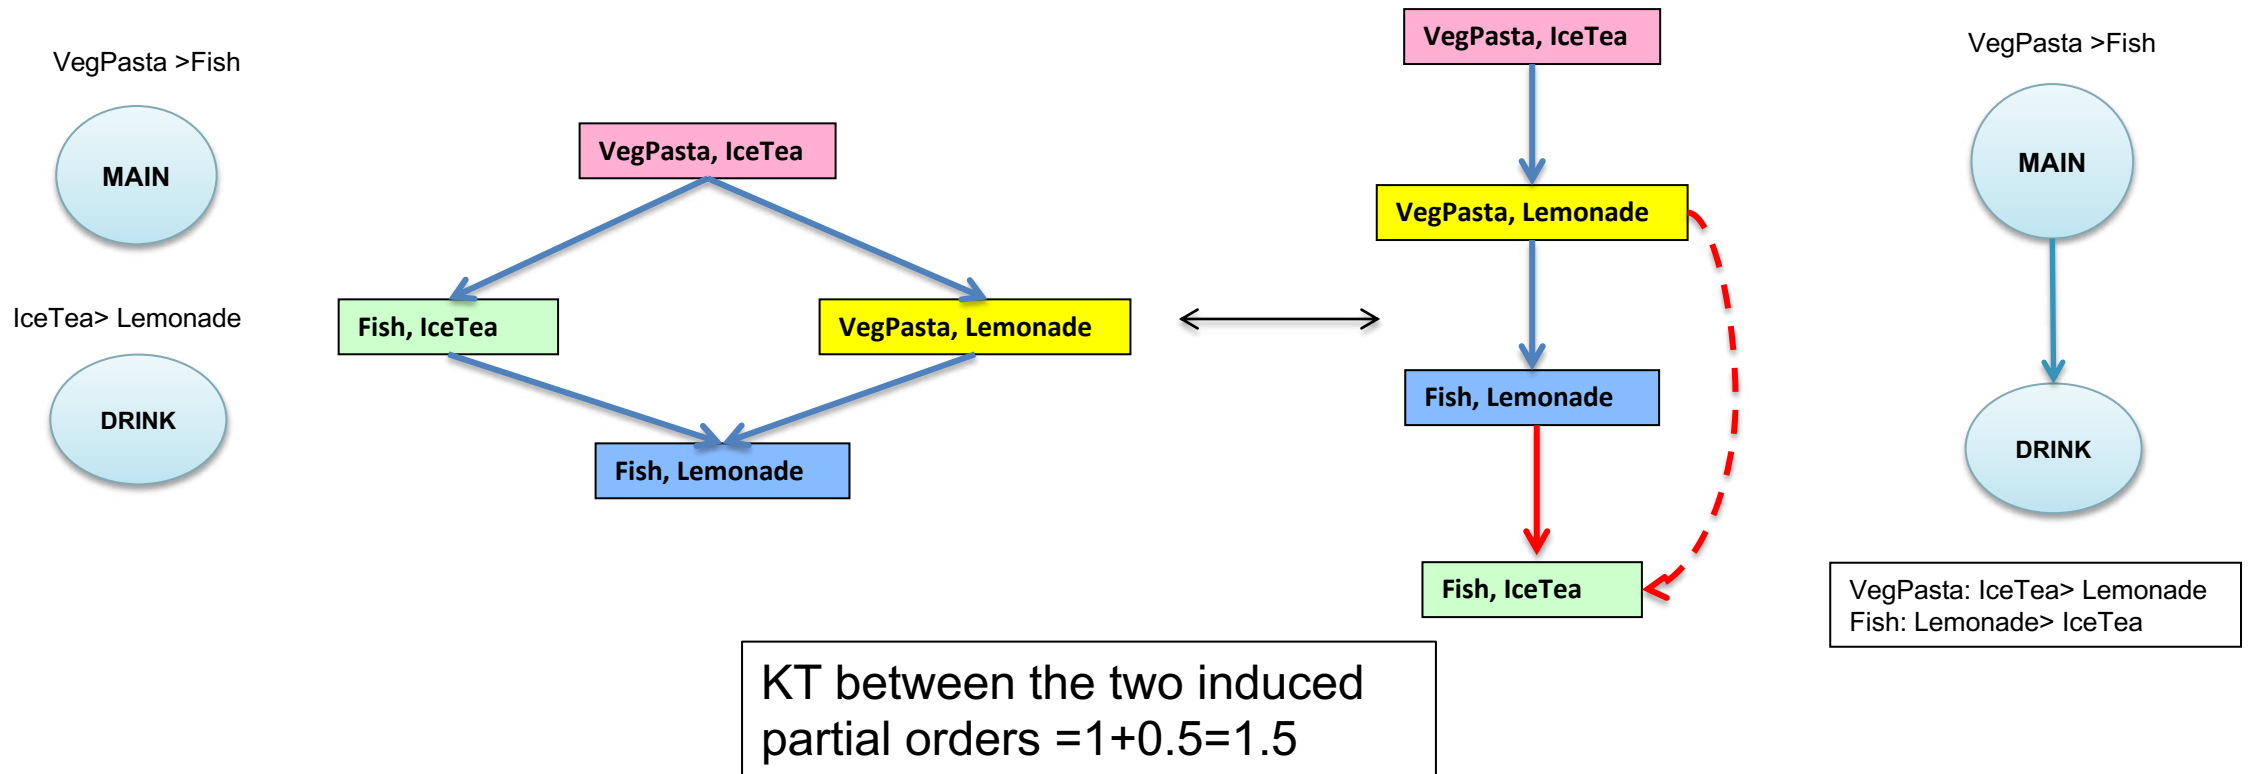 VegPasta >Fish
MAIN
IceTea> Lemonade
DRINK
VegPasta, IceTea
Fish, IceTea
VegPasta, Lemonade
Fish, Lemonade
VegPasta, IceTea
VegPasta, Lemonade
Fish, Lemonade
Fish, IceTea
VegPasta >Fish
MAIN
DRINK
VegPasta: IceTea> Lemonade
Fish: Lemonade> IceTea
KT between the two induced
partial orders =1+0.5=1.5